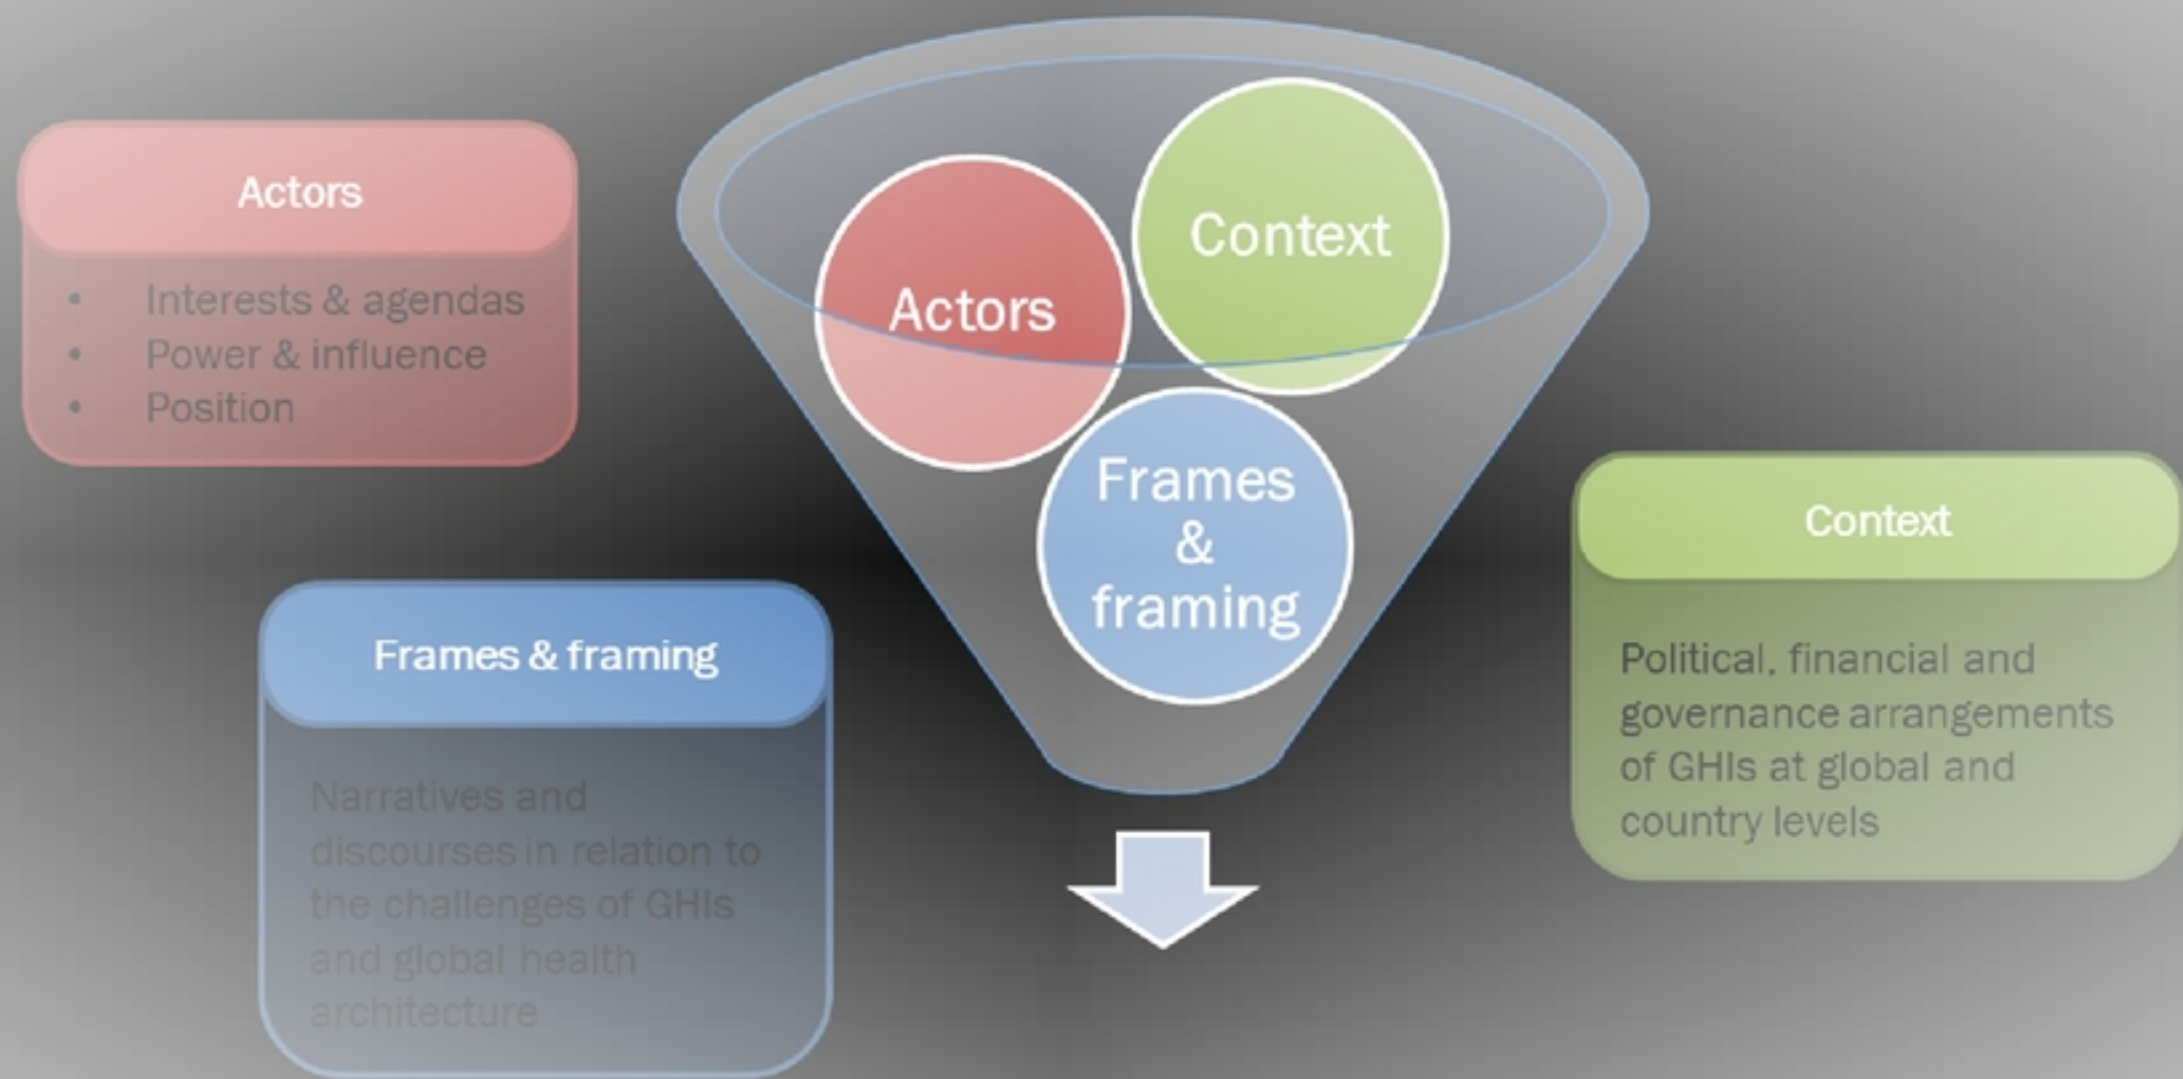 Actors
• Interests & agendas
• Power & influence
• Position
Context
Actors
Frames
&
framing
Frames & framing
Narratives and
discourses in relation to
the challenges of GHIs
and global health
architecture
Context
Political, financial and
governance arrangements
of GHIs at global and
country levels